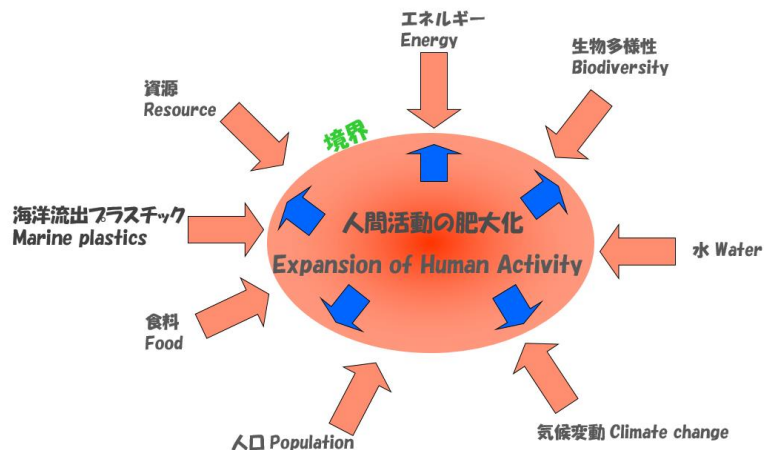 エネルギー
Energy
生物多様性
Biodiversity
資源
Resource
境界
海洋流出プラスチック
Marine plastics
人間活動の肥大化
Expansion of Human Activity
水 Water
食料
Food
人口 Population
気候変動 Climate change